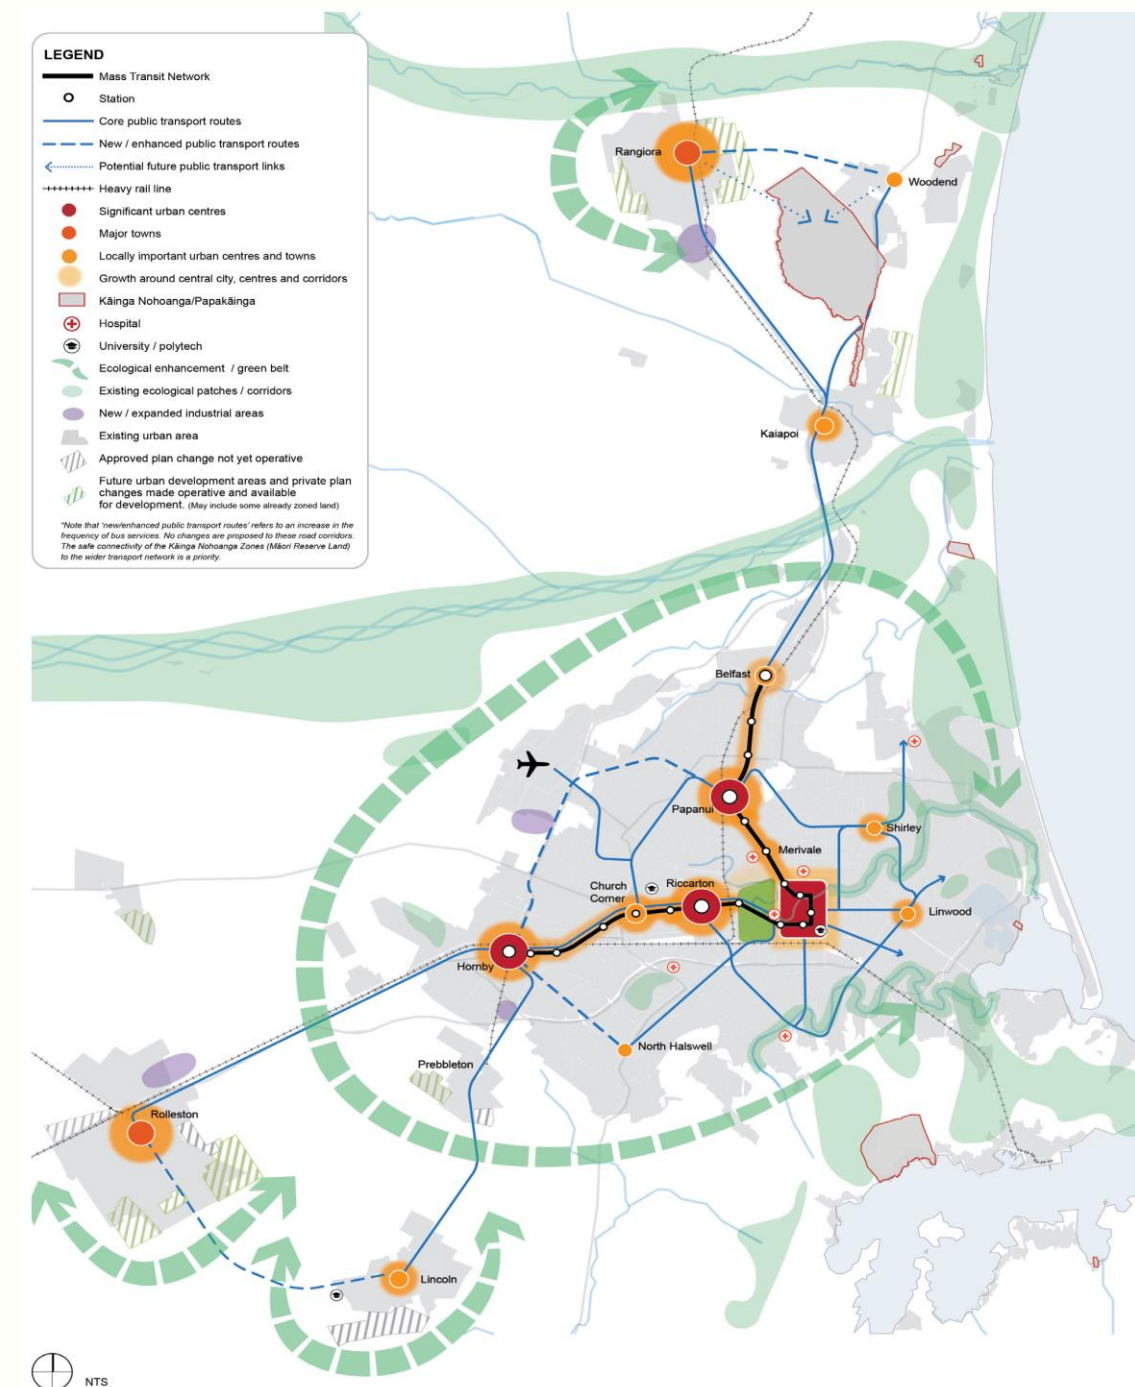 LEGEND
Mass Transit Network
Station
Core public transport routes
New / enhanced public transport routes
Potential future public transport links
Heavy rail line
Significant urban centres
Major towns
Locally important urban centres and towns
Growth around central city, centres and corridors
Kāinga Nohoanga/Papakāinga
Hospital
University / polytech
Ecological enhancement / green belt
Existing ecological patches / corridors
New / expanded industrial areas
Existing urban area
Approved plan change not yet operative
Future urban development areas and private plan
changes made operative and available
for development. (May include some already zoned land)
"Note that 'new/enhanced public transport routes' refers to an increase in the
frequency of bus services. No changes are proposed to these road corridors.
The safe connectivity of the Kāinga Nohoanga Zones (Māori Reserve Land)
to the wider transport network is a priority.
Rangiora
Woodend
Kaiapoi
Belfast
Papanui
Shirley
Merivale
Riccarton
Church
Corner
Linwood
Hornby
North Halswell
Prebbleton
Rolleston
Lincoln
NTS